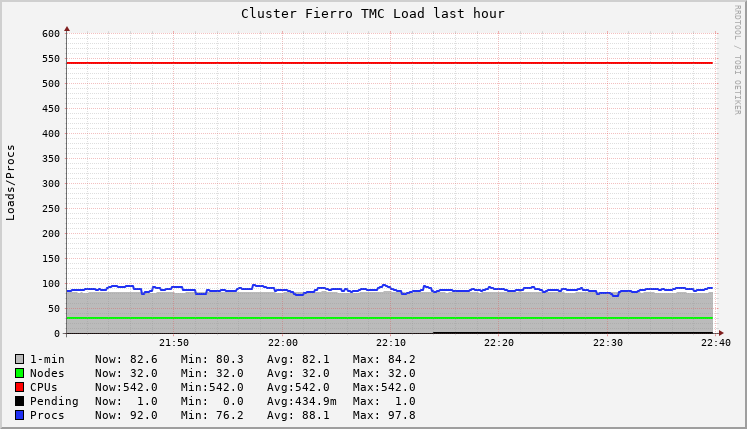 Cluster Fierro TMC Load last hour
RRDTOOL / TOBI OETIKER
Loads/Procs
600
550
500
450
400
350
300
250
200
150
100
50
0
21:50 22:00 22:10 22:20 22:30 22:40
1-min Now: 82.6 Min: 80.3 Avg: 82.1 Max: 84.2
Nodes Now: 32.0 Min: 32.0 Avg: 32.0 Max: 32.0
CPUs Now:542.0 Min:542.0 Avg:542.0 Max:542.0
Pending Now: 1.0 Min: 0.0 Avg:434.9m Max: 1.0
Procs Now: 92.0 Min: 76.2 Avg: 88.1 Max: 97.8